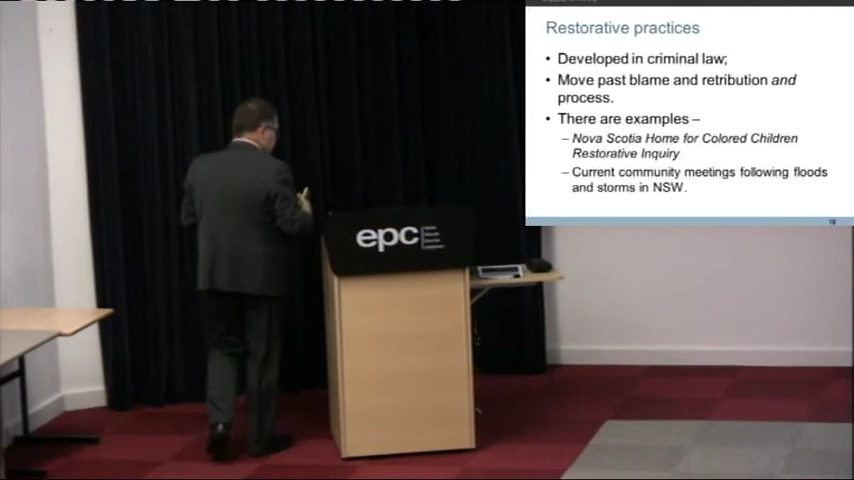 Restorative practices
• Developed in criminal law;
• Move past blame and retribution and
process.
• There are examples –
– Nova Scotia Home for Colored Children
Restorative Inquiry
– Current community meetings following floods
and storms in NSW.
epc